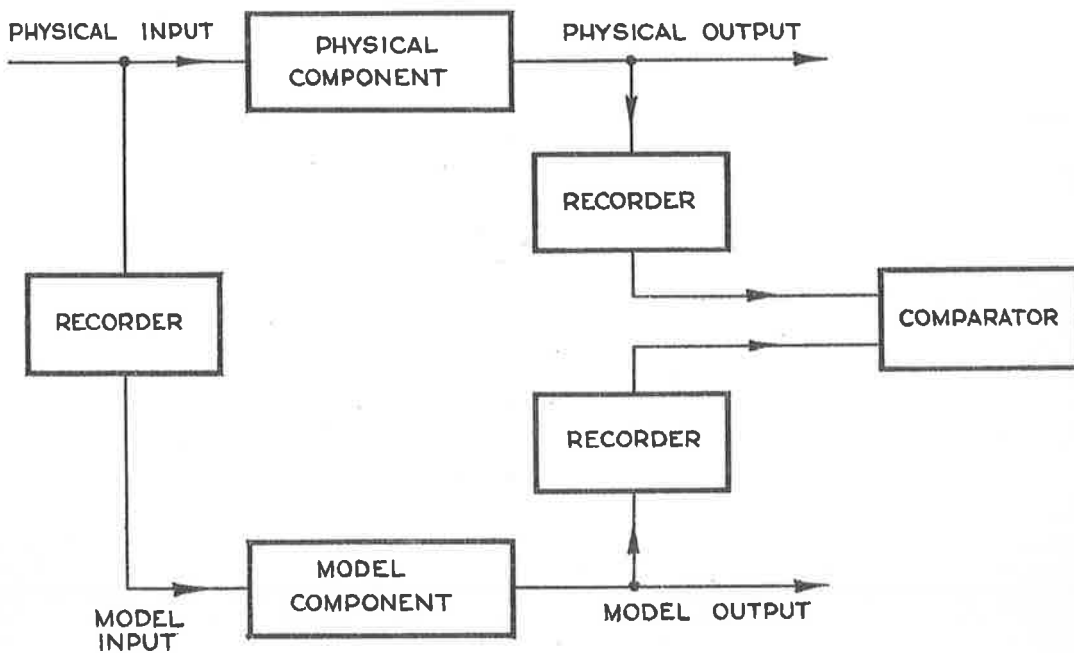 PHYSICAL INPUT
PHYSICAL
COMPONENT
PHYSICAL OUTPUT
RECORDER
RECORDER
COMPARATOR
RECORDER
MODEL
COMPONENT
MODEL
INPUT
MODEL OUTPUT